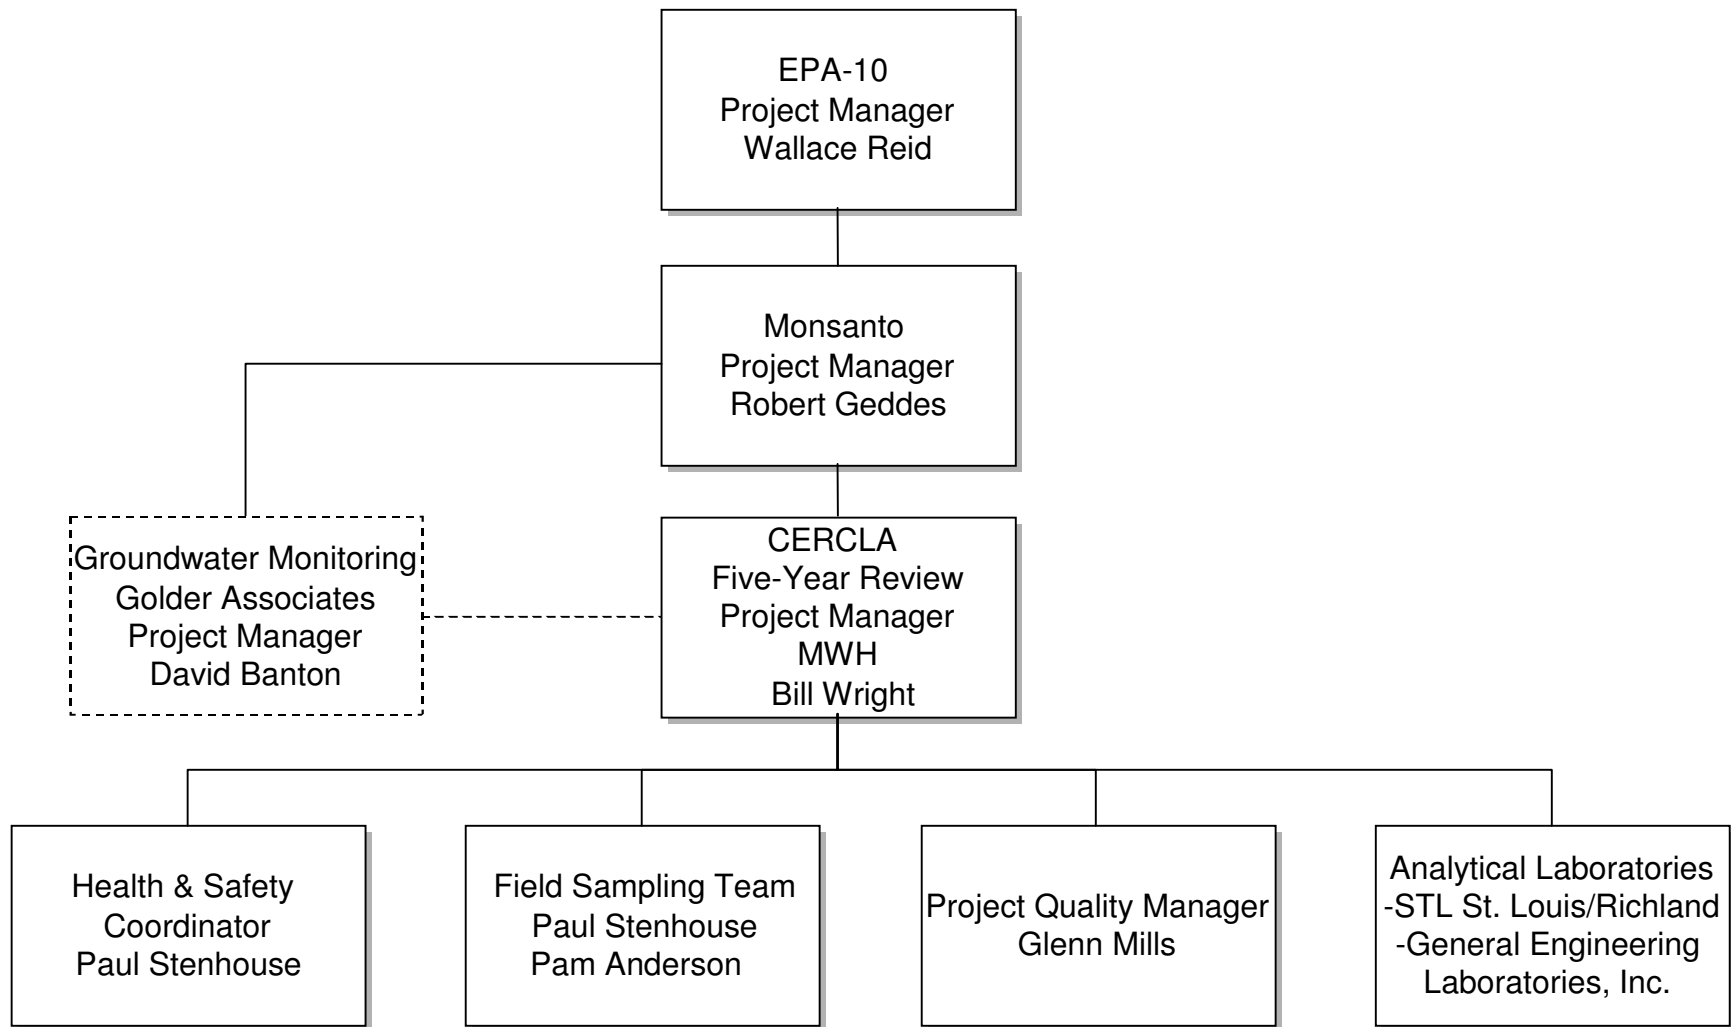 EPA-10
Project Manager
Wallace Reid
Monsanto
Project Manager
Robert Geddes
Groundwater Monitoring
Golder Associates
Project Manager
David Banton
CERCLA
Five-Year Review
Project Manager
MWH
Bill Wright
Health & Safety
Coordinator
Paul Stenhouse
Field Sampling Team
Paul Stenhouse
Pam Anderson
Project Quality Manager
Glenn Mills
Analytical Laboratories
-STL St. Louis/Richland
-General Engineering
Laboratories, Inc.